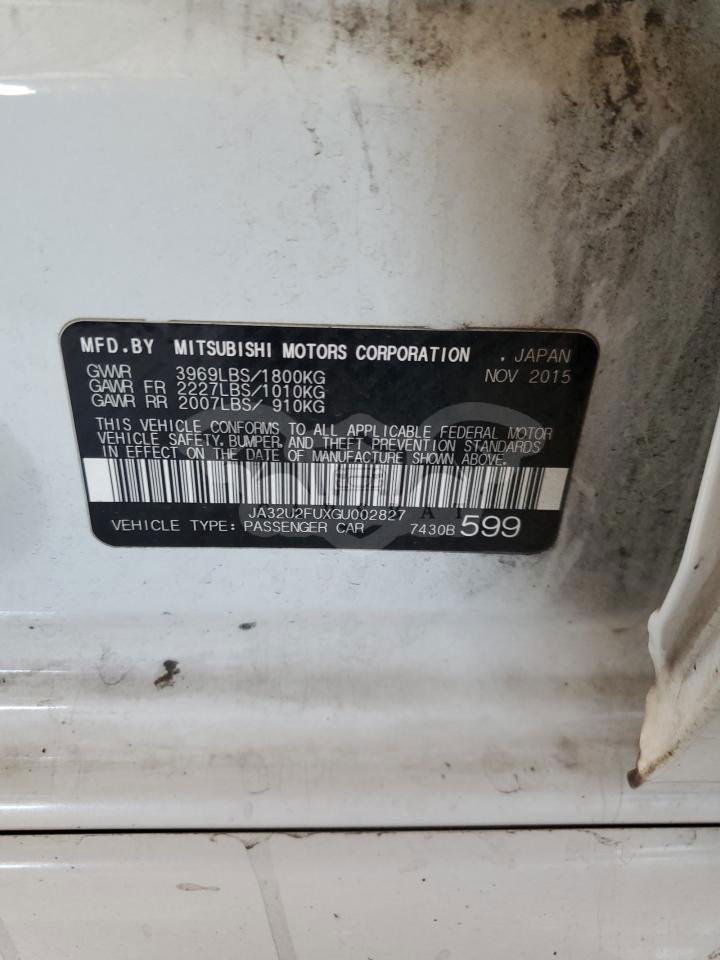 MFD.BY MITSUBISHI MOTORS CORPORATION , JAPAN
GVWR 3969LBS/1800KG NOV 2015
GAWR FR 2227LBS/1010KG
GAWR RR 2007LBS/ 910KG
THIS VEHICLE CONFORMS TO ALL APPLICABLE FEDERAL MOTOR
VEHICLE SAFETY, BUMPER, AND THEFT PREVENTION STANDARDS
IN EFFECT ON THE DATE OF MANUFACTURE SHOWN ABOVE.
JA32U2FUXGU002827
VEHICLE TYPE: PASSENGER CAR 7430B 599